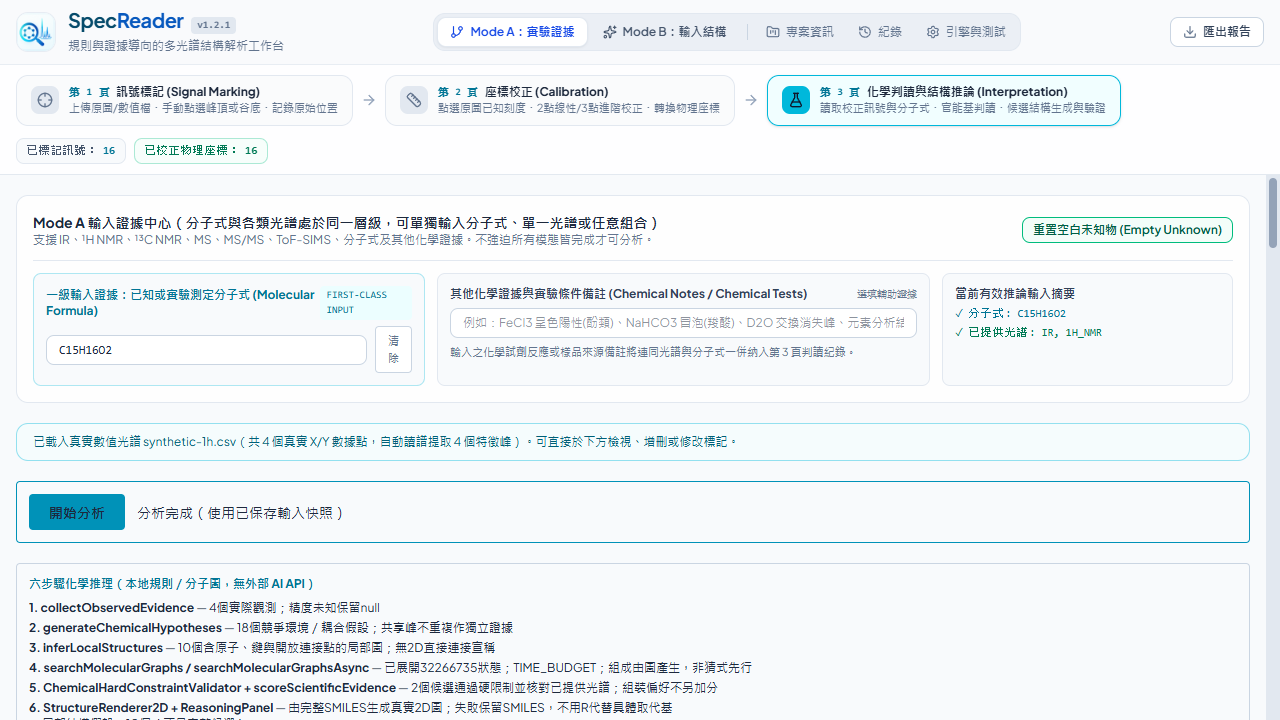 SpecReader v1.2.1
規則與證據導向的多光譜結構解析工作台
Mode A：實驗證據
Mode B：輸入結構
專案資訊
紀錄
引擎與測試
匯出報告
第 1 頁 訊號標記 (Signal Marking)
上傳原圖/數值檔・手動點選峰頂或谷底・記錄原始位置
第 2 頁 座標校正 (Calibration)
點選原圖已知刻度・2點線性/3點進階校正・轉換物理座標
第 3 頁 化學判讀與結構推論 (Interpretation)
讀取校正訊號與分子式・官能基判讀・候選結構生成與驗證
已標記訊號： 16
已校正物理座標： 16
Mode A 輸入證據中心（分子式與各類光譜處於同一層級，可單獨輸入分子式、單一光譜或任意組合）
支援 IR、¹H NMR、¹³C NMR、MS、MS/MS、ToF-SIMS、分子式及其他化學證據。不強迫所有模態皆完成才可分析。
重置空白未知物 (Empty Unknown)
一級輸入證據：已知或實驗測定分子式 (Molecular Formula)
FIRST-CLASS INPUT
C15H16O2
清除
其他化學證據與實驗條件備註 (Chemical Notes / Chemical Tests)
選填輔助證據
例如：FeCl3 呈色陽性(酚類)、NaHCO3 冒泡(羧酸)、D2O 交換消失峰、元素分析結
輸入之化學試劑反應或樣品來源備註將連同光譜與分子式一併納入第 3 頁判讀紀錄。
當前有效推論輸入摘要
✓ 分子式： C15H16O2
✓ 已提供光譜： IR, 1H_NMR
已載入真實數值光譜 synthetic-1h.csv（共 4 個真實 X/Y 數據點，自動讀譜提取 4 個特徵峰）。可直接於下方檢視、增刪或修改標記。
開始分析
分析完成（使用已保存輸入快照）
六步驟化學推理（本地規則 / 分子圖，無外部 AI API）
1. collectObservedEvidence — 4個實際觀測；精度未知保留null
2. generateChemicalHypotheses — 18個競爭環境 / 耦合假設；共享峰不重複作獨立證據
3. inferLocalStructures — 10個含原子、鍵與開放連接點的局部圖；無2D直接連接宣稱
4. searchMolecularGraphs / searchMolecularGraphsAsync — 已展開32266735狀態；TIME_BUDGET；組成由圖產生，非猜式先行
5. ChemicalHardConstraintValidator + scoreScientificEvidence — 2個候選通過硬限制並核對已提供光譜；組裝偏好不另加分
6. StructureRenderer2D + ReasoningPanel — 由完整SMILES生成真實2D圖；失敗保留SMILES，不用R代替具體取代基